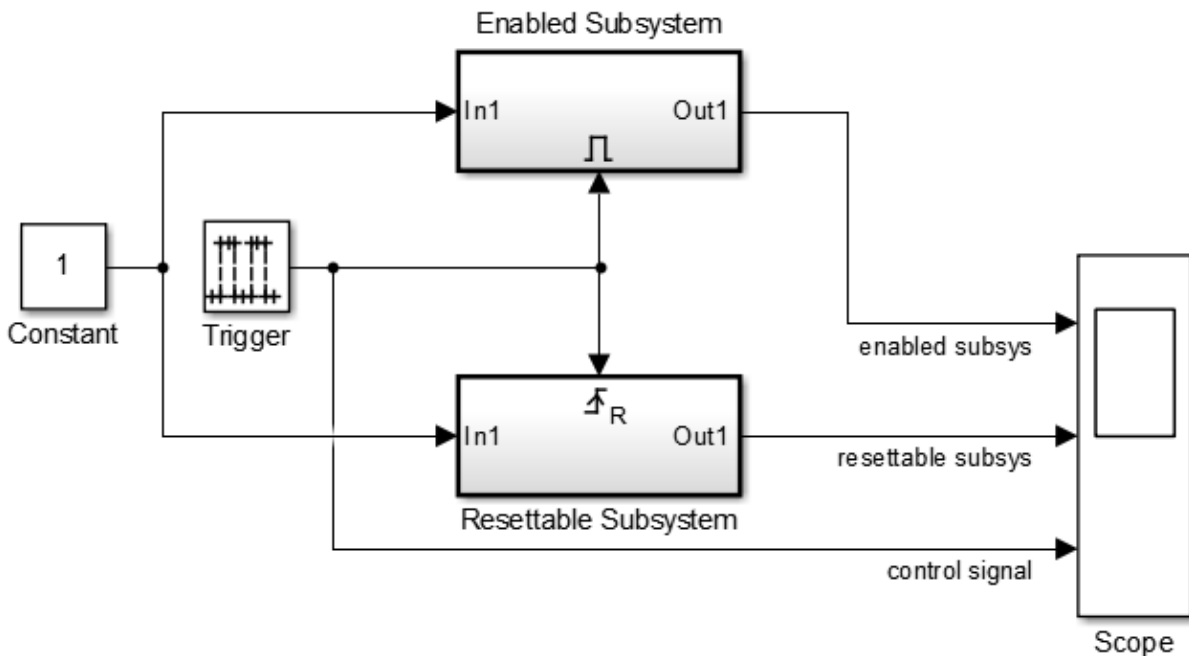 Enabled Subsystem
In1
Out1
1
Constant
Trigger
enabled subsys
R
In1
Out1
resettable subsys
Resettable Subsystem
control signal
Scope